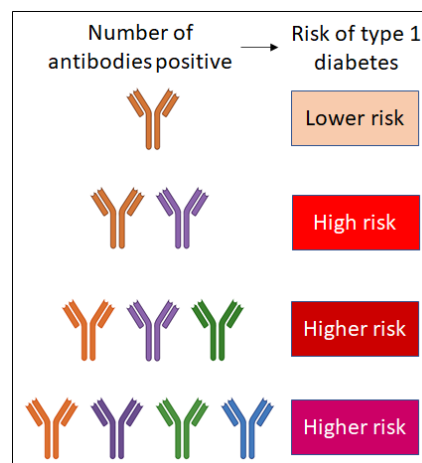 Number of
antibodies positive
Risk of type 1
diabetes
Lower risk
High risk
Higher risk
Higher risk